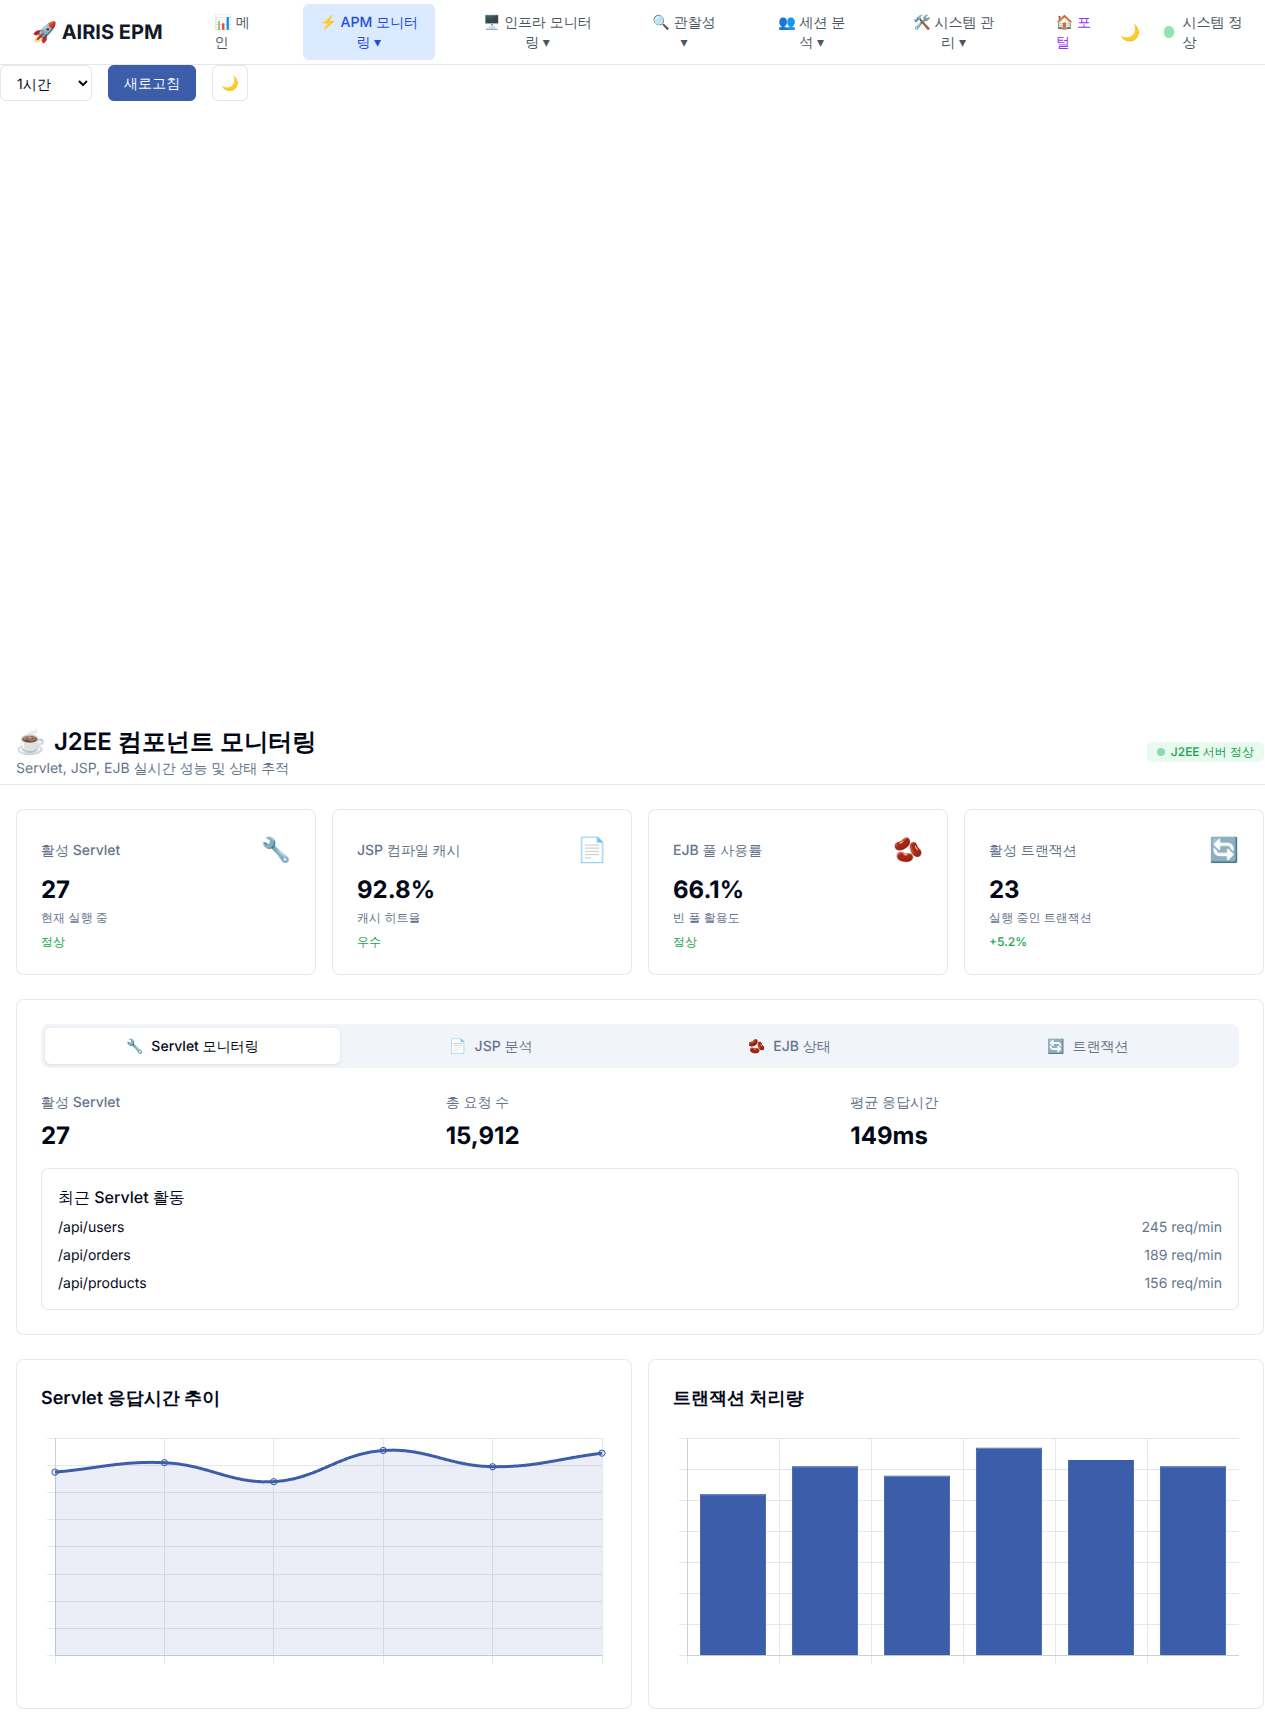 🚀 AIRIS EPM
📊 메
인
⚡ APM 모니터
링 ▾
🖥️ 인프라 모니터
링 ▾
🔍 관찰성
▾
👥 세션 분
석 ▾
🛠️ 시스템 관
리 ▾
🏠 포
털
🌙
시스템 정
상
1시간
새로고침
🌙
☕ J2EE 컴포넌트 모니터링
Servlet, JSP, EJB 실시간 성능 및 상태 추적
J2EE 서버 정상
활성 Servlet
27
현재 실행 중
정상
JSP 컴파일 캐시
92.8%
캐시 히트율
우수
EJB 풀 사용률
66.1%
빈 풀 활용도
정상
활성 트랜잭션
23
실행 중인 트랜잭션
+5.2%
🔧 Servlet 모니터링
📄 JSP 분석
🫘 EJB 상태
🔄 트랜잭션
활성 Servlet
27
총 요청 수
15,912
평균 응답시간
149ms
최근 Servlet 활동
/api/users 245 req/min
/api/orders 189 req/min
/api/products 156 req/min
Servlet 응답시간 추이
트랜잭션 처리량